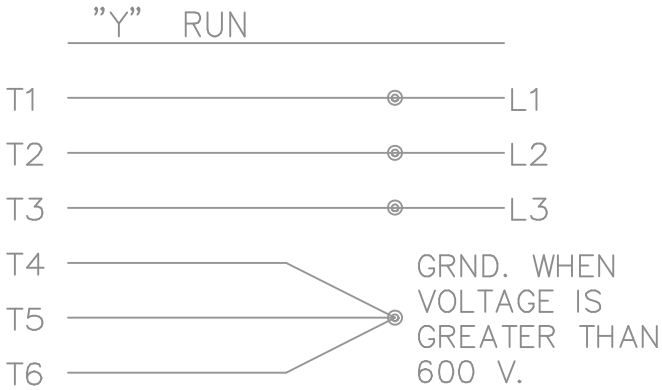 ”Y” RUN
T1 L1
T2 L2
T3 L3
T4
T5
T6
GRND. WHEN
VOLTAGE IS
GREATER THAN
600 V.